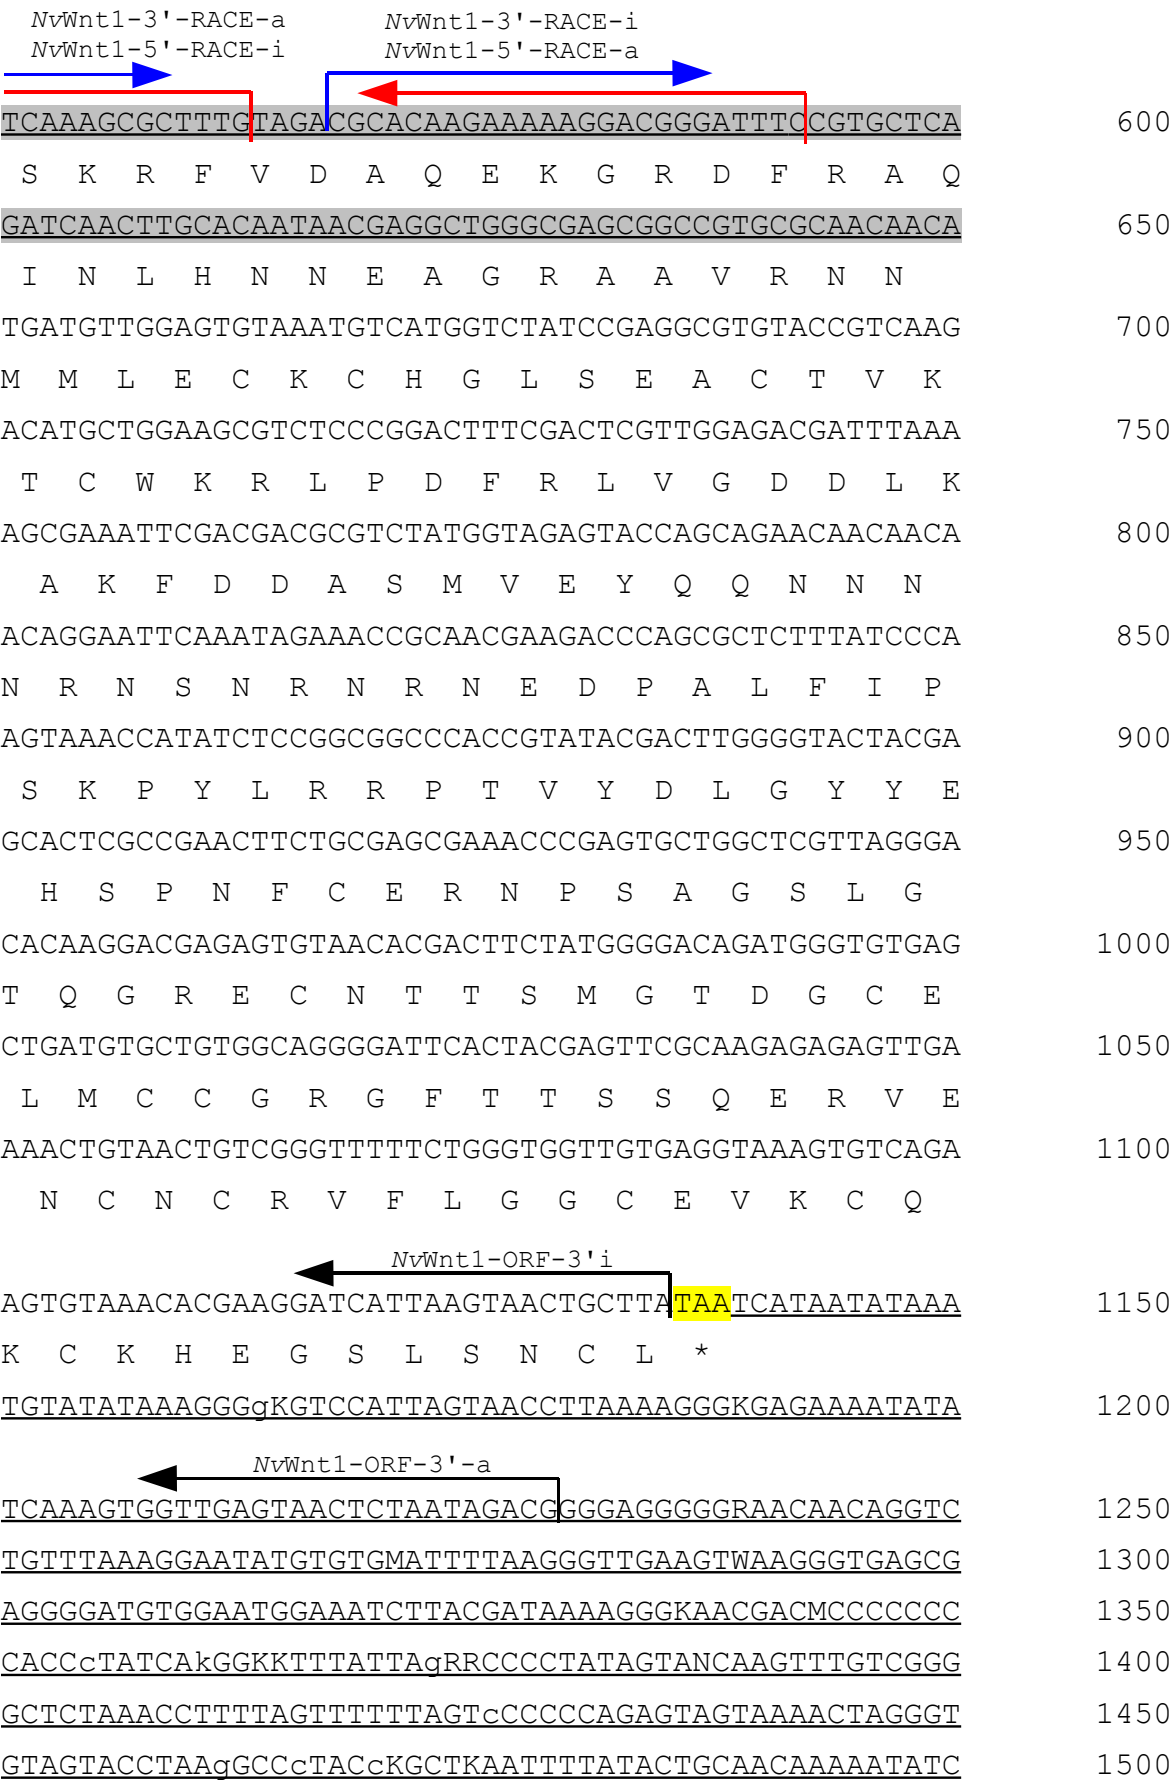 NvWnt1-3'-RACE-a NvWnt1-3'-RACE-i
NvWnt1-5'-RACE-i NvWnt1-5'-RACE-a
TCAAAGCGCTTTGTAGACGCACAAGAAAAAGGACGGGATTTCCGTGCTCA 600
S K R F V D A Q E K G R D F R A Q
GATCAACTTGCACAATAACGAGGCTGGGCGAGCGGCCGTGCGCAACAACA 650
I N L H N N E A G R A A V R N N
TGATGTTGGAGTGTAAATGTCATGGTCTATCCGAGGCGTGTACCGTCAAG 700
M M L E C K C H G L S E A C T V K
ACATGCTGGAAGCGTCTCCCGGACTTTCGACTCGTTGGAGACGATTTAAA 750
T C W K R L P D F R L V G D D L K
AGCGAAATTCGACGACGCGTCTATGGTAGAGTACCAGCAGAACAACAACA 800
A K F D D A S M V E Y Q Q N N N
ACAGGAATTCAAATAGAAACCGCAACGAAGACCCAGCGCTCTTTATCCCA 850
N R N S N R N R N E D P A L F I P
AGTAAACCATATCTCCGGCGGCCCACCGTATACGACTTGGGGTACTACGA 900
S K P Y L R R P T V Y D L G Y Y E
GCACTCGCCGAACTTCTGCGAGCGAAACCCGAGTGCTGGCTCGTTAGGGA 950
H S P N F C E R N P S A G S L G
CACAAGGACGAGAGTGTAACACGACTTCTATGGGGACAGATGGGTGTGAG 1000
T Q G R E C N T T S M G T D G C E
CTGATGTGCTGTGGCAGGGGATTCACTACGAGTTCGCAAGAGAGAGTTGA 1050
L M C C G R G F T T S S Q E R V E
AAACTGTAACTGTCGGGTTTTTCTGGGTGGTTGTGAGGTAAAGTGTCAGA 1100
N C N C R V F L G G C E V K C Q
NvWnt1-ORF-3'i
AGTGTAAACACGAAGGATCATTAAGTAACTGCTTATAATCATAATATAAA 1150
K C K H E G S L S N C L *
TGTATATAAAGGGgKGTCCATTAGTAACCTTAAAAGGGKGAGAAAATATA 1200
NvWnt1-ORF-3'-a
TCAAAGTGGTTGAGTAACTCTAATAGACGGGGAGGGGGRAACAACAGGTC 1250
TGTTTAAAGGAATATGTGTGMATTTTAAGGGTTGAAGTWAAGGGTGAGCG 1300
AGGGGATGTGGAATGGAAATCTTACGATAAAAGGGKAACGACMCCCCCCC 1350
CACCcTATCAkGGKKTTTATTAgRRCCCCTATAGTANCAAGTTTGTCGGG 1400
GCTCTAAACCTTTTAGTTTTTTAGTcCCCCCAGAGTAGTAAAACTAGGGT 1450
GTAGTACCTAAgGCCcTACcKGCTKAATTTTATACTGCAACAAAAATATC 1500